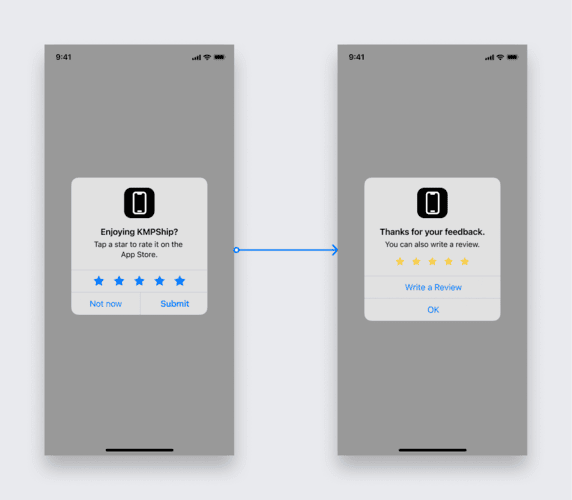 9:41
Enjoying KMPShip?
Tap a star to rate it on the
App Store.
Not now
Submit
9:41
Thanks for your feedback.
You can also write a review.
Write a Review
OK